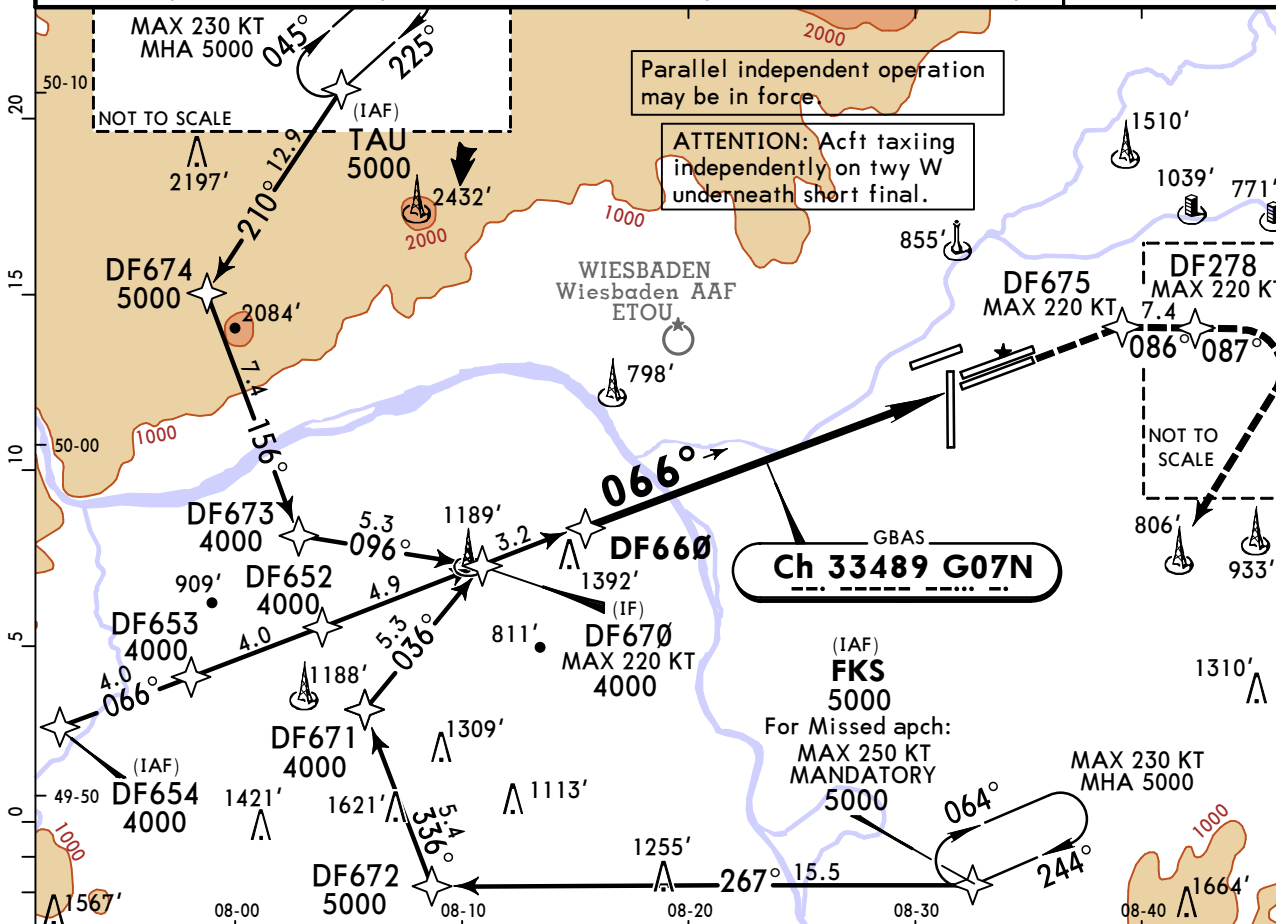 MAX 230 KT
MHA 5000
045°
225°
2000
50-10
20
NOT TO SCALE
(IAF)
TAU
5000
12.9
210°
2197'
2432'
2000
1000
Parallel independent operation
may be in force.
ATTENTION: Acft taxiing
independently on twy W
underneath short final.
1510'
1039'
771'
855'
DF674
5000
15
2084'
WIESBADEN
Wiesbaden AAF
ETOU
DF675
MAX 220 KT
DF278
MAX 220 KT
7.4
086°
087°
7.4
156°
798'
1000
50-00
10
NOT TO
SCALE
066°
DF673
4000
5.3
096°
1189'
3.2
DF66Ø
1392'
GBAS
Ch 33489 G07N
806'
933'
909'
DF652
4000
4.9
DF653
4000
4.0
5.3
036°
811'
(IF)
DF67Ø
MAX 220 KT
4000
5
4.0
066°
1188'
(IAF)
FKS
5000
For Missed apch:
MAX 250 KT
MANDATORY
5000
1310'
DF671
4000
1309'
MAX 230 KT
MHA 5000
(IAF)
DF654
4000
49-50
0
1421'
1621'
1113'
064°
244°
1000
1000
5.4
336°
1255'
DF672
5000
267°
15.5
1567'
1664'
08-00
08-10
08-20
08-30
08-40